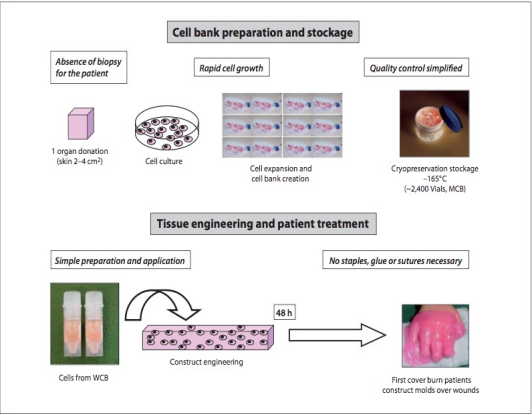 Cell bank preparation and stockage
Absence of biopsy
for the patient
Rapid cell growth
Quality control simplified
1 organ donation
(skin 2–4 cm²)
Cell culture
Cell expansion and
cell bank creation
Cryopreservation stockage
–165°C
(~2,400 Vials, MCB)
Tissue engineering and patient treatment
Simple preparation and application
No staples, glue or sutures necessary
48 h
Cells from WCB
Construct engineering
First cover burn patients
construct molds over wounds